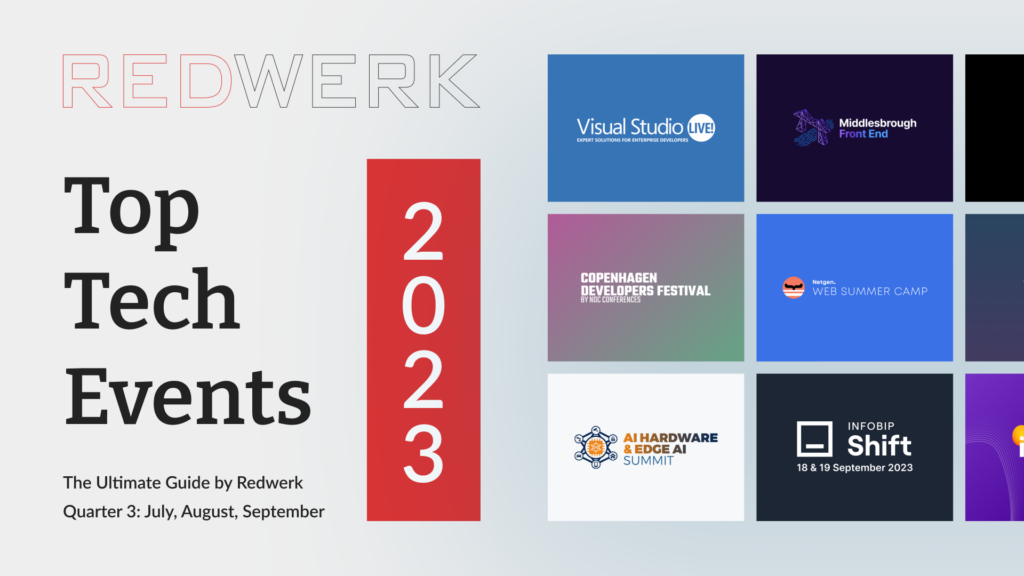 REDWERK
Top
Tech
Events
2
0
2
3
The Ultimate Guide by Redwerk
Quarter 3: July, August, September
Visual Studio LIVE!
EXPERT SOLUTIONS FOR ENTERPRISE DEVELOPERS
Middlesbrough
Front End
COPENHAGEN
DEVELOPERS FESTIVAL
BY NDC CONFERENCES
Netgen.
WEB SUMMER CAMP
AI HARDWARE
& EDGE AI
SUMMIT
INFOBIP
Shift
18 & 19 September 2023